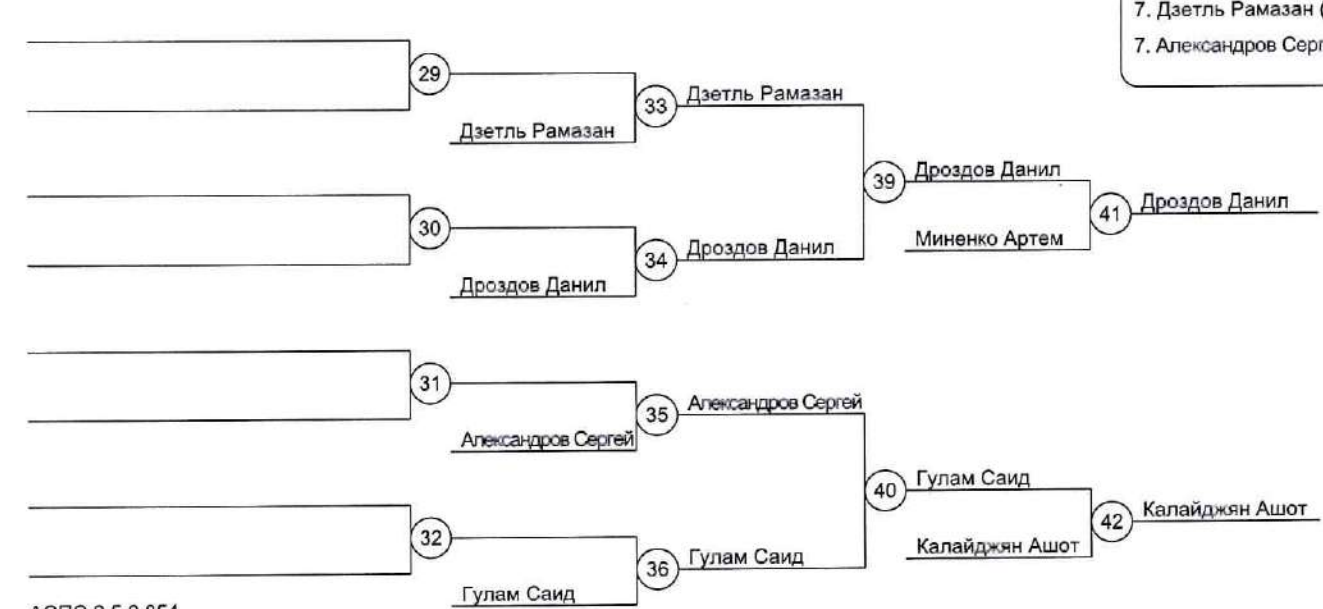 7. Дзетль Рамазан (
7. Александров Серг
29
33
Дзетль Рамазан
Дзетль Рамазан
39
Дроздов Данил
41
Дроздов Данил
30
Миненко Артем
34
Дроздов Данил
Дроздов Данил
31
35
Александров Сергей
Александров Сергей
40
Гулам Саид
42
Калайджян Ашот
32
Калайджян Ашот
36
Гулам Саид
Гулам Саид